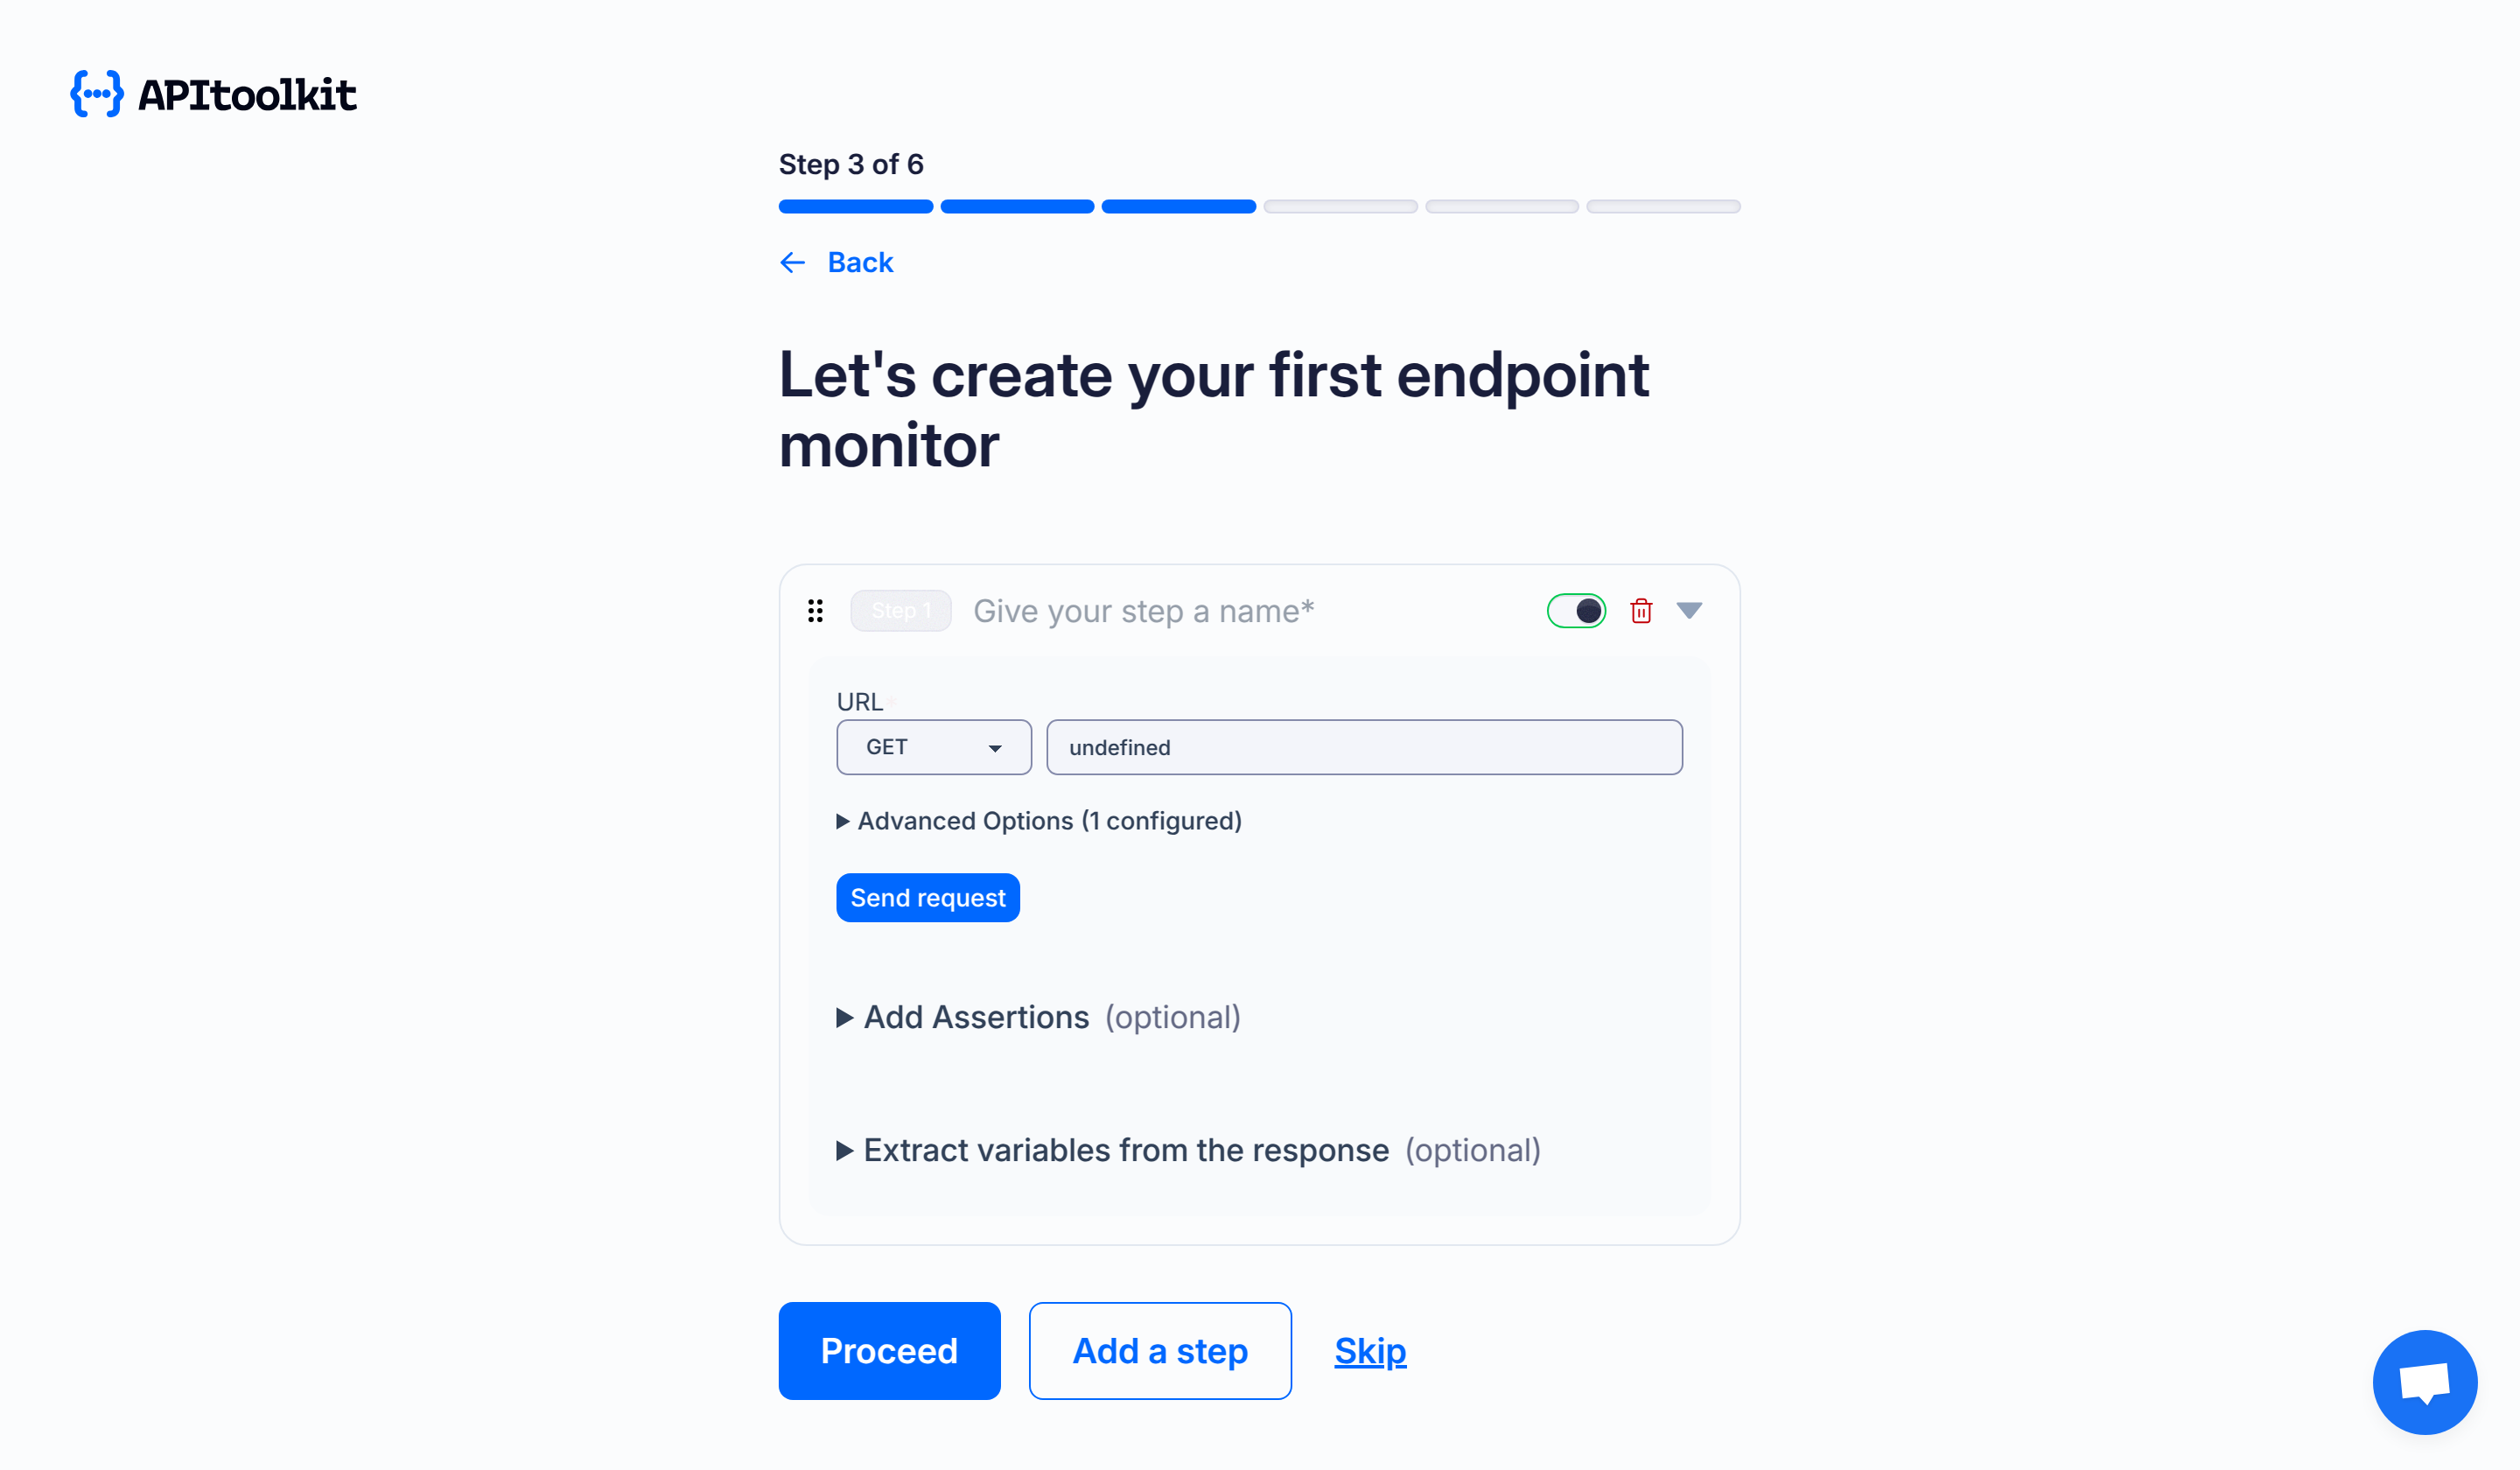 APItoolkit
Step 3 of 6
Back
Let's create your first endpoint
monitor
Step 1 Give your step a name*
URL
GET undefined
Advanced Options (1 configured)
Send request
Add Assertions (optional)
Extract variables from the response (optional)
Proceed Add a step Skip